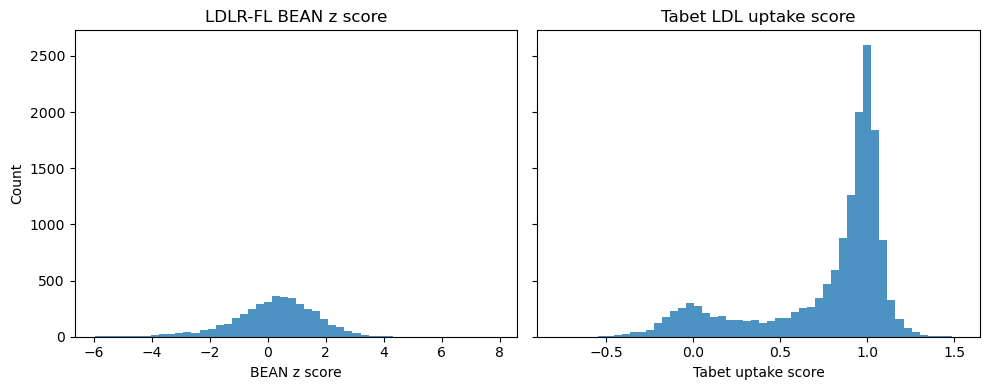 LDLR-FL BEAN z score
Tabet LDL uptake score
Count
2500
2000
1500
1000
500
0
−6 −4 −2 0 2 4 6 8
−0.5 0.0 0.5 1.0 1.5
BEAN z score
Tabet uptake score